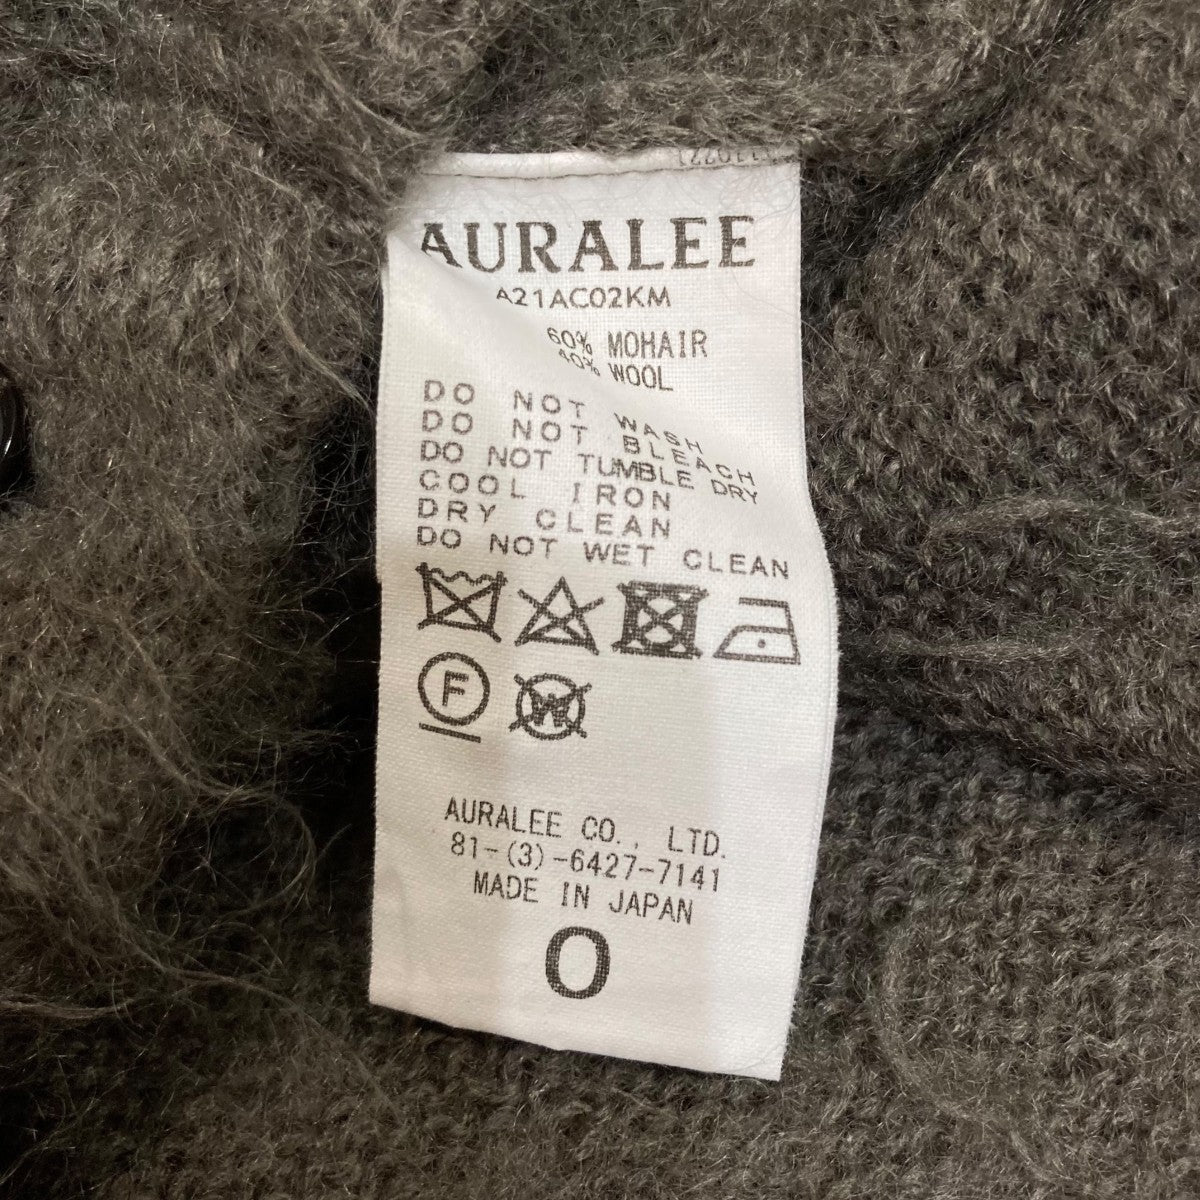 AURALEE
A21AC02KM
60% MOHAIR
40% WOOL
DO NOT WASH
DO NOT BLEACH
DO NOT TUMBLE DRY
COOL IRON
DRY CLEAN
DO NOT WET CLEAN
F W
AURALEE CO., LTD.
81-(3)-6427-7141
MADE IN JAPAN
0